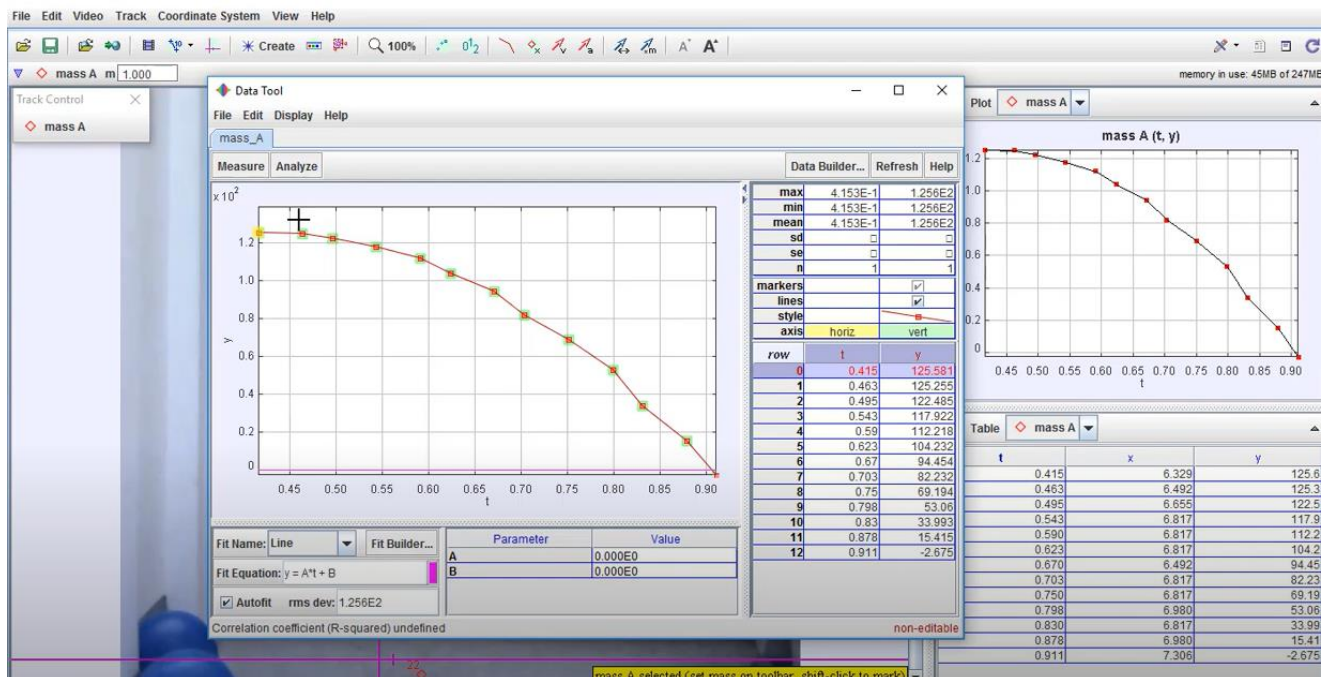 File Edit Video Track Coordinate System View Help
Create 100%
mass A m 1.000 memory in use: 45MB of 247MB
Track Control
mass A
Data Tool
File Edit Display Help
mass_A
Measure Analyze Data Builder... Refresh Help
x 10²
1.2
1.0
0.8
0.6
0.4
0.2
0
y
0.45 0.50 0.55 0.60 0.65 0.70 0.75 0.80 0.85 0.90
t
max 4.153E-1 1.256E2
min 4.153E-1 1.256E2
mean 4.153E-1 1.256E2
sd
se
n 1 1
markers
lines
style
axis horiz vert
row t y
0 0.415 125.581
1 0.463 125.255
2 0.495 122.485
3 0.543 117.922
4 0.59 112.218
5 0.623 104.232
6 0.67 94.454
7 0.703 82.232
8 0.75 69.194
9 0.798 53.06
10 0.83 33.993
11 0.878 15.415
12 0.911 -2.675
Fit Name: Line Fit Builder...
Fit Equation: y = A*t + B
Autofit rms dev: 1.256E2
Parameter Value
A 0.000E0
B 0.000E0
Correlation coefficient (R-squared) undefined non-editable
Plot mass A
mass A (t, y)
1.2
1.0
0.8
0.6
0.4
0.2
0
0.45 0.50 0.55 0.60 0.65 0.70 0.75 0.80 0.85 0.90
t
Table mass A
t x y
0.415 6.329 125.6
0.463 6.492 125.3
0.495 6.655 122.5
0.543 6.817 117.9
0.590 6.817 112.2
0.623 6.817 104.2
0.670 6.492 94.45
0.703 6.817 82.23
0.750 6.817 69.19
0.798 6.980 53.06
0.830 6.817 33.99
0.878 6.980 15.41
0.911 7.306 -2.675
22
mass A selected (set mass on toolbar, shift-click to mark)